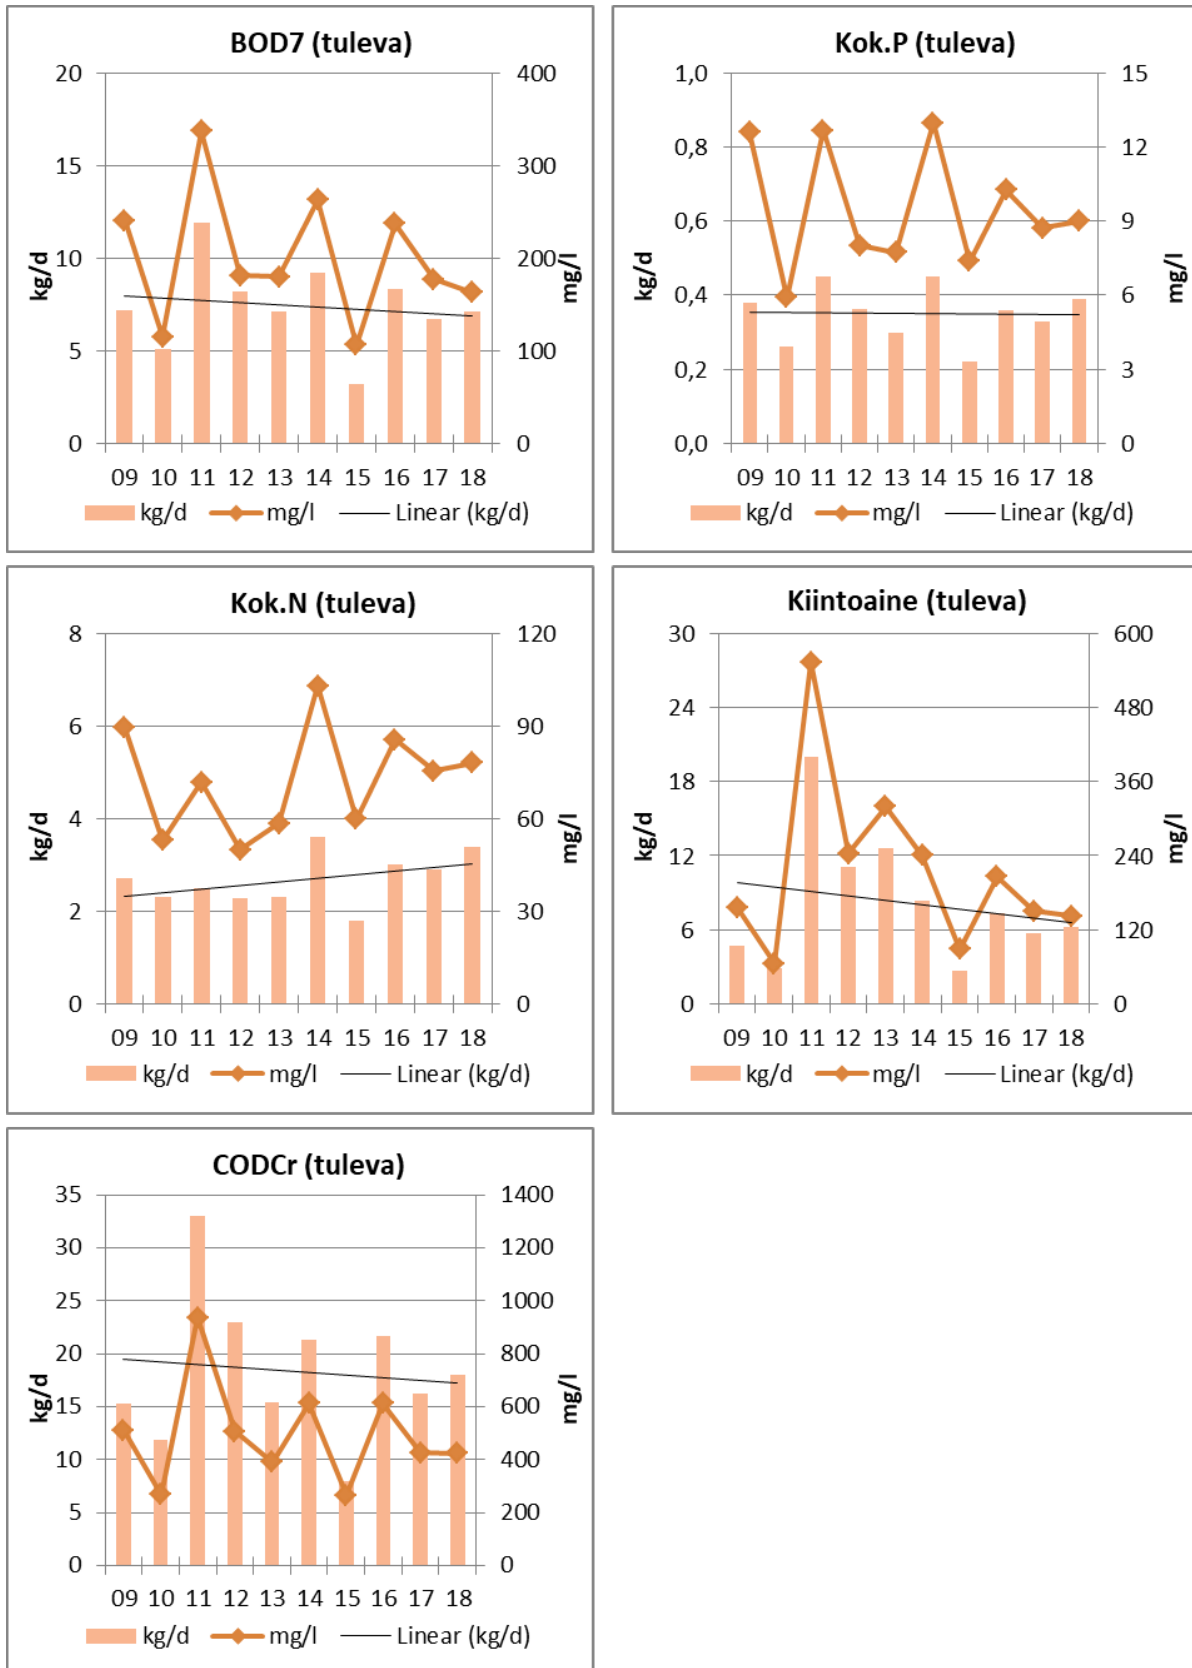 BOD7 (tuleva)
20 400
15 300
10 200
5 100
0 0
kg/d
mg/l
09 10 11 12 13 14 15 16 17 18
kg/d mg/l Linear (kg/d)
Kok.P (tuleva)
1,0 15
0,8 12
0,6 9
0,4 6
0,2 3
0,0 0
kg/d
mg/l
09 10 11 12 13 14 15 16 17 18
kg/d mg/l Linear (kg/d)
Kok.N (tuleva)
8 120
6 90
4 60
2 30
0 0
kg/d
mg/l
09 10 11 12 13 14 15 16 17 18
kg/d mg/l Linear (kg/d)
Kiintoaine (tuleva)
30 600
24 480
18 360
12 240
6 120
0 0
kg/d
mg/l
09 10 11 12 13 14 15 16 17 18
kg/d mg/l Linear (kg/d)
CODCr (tuleva)
35 1400
30 1200
25 1000
20 800
15 600
10 400
5 200
0 0
kg/d
mg/l
09 10 11 12 13 14 15 16 17 18
kg/d mg/l Linear (kg/d)